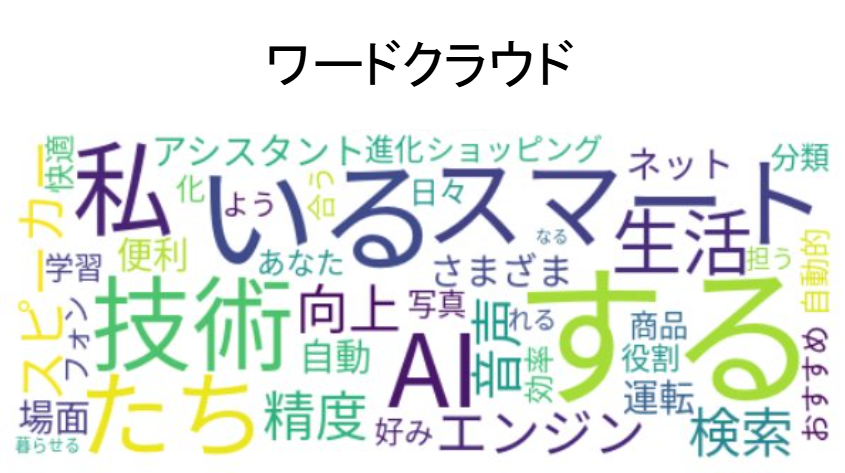 ワードクラウド
快適
アシスタント
進化
ショッピング
ネット
分類
私
化
よう
いる
合う
日々
スマート
なる
生活
担う
自動的
スピーカー
学習
便利
あなた
さまざま
フォン
技術
向上
写真
音声
れる
する
商品
自動
AI
効率
役割
おすすめ
場面
たち
精度
好み
エンジン
運転
検索
暮らせる